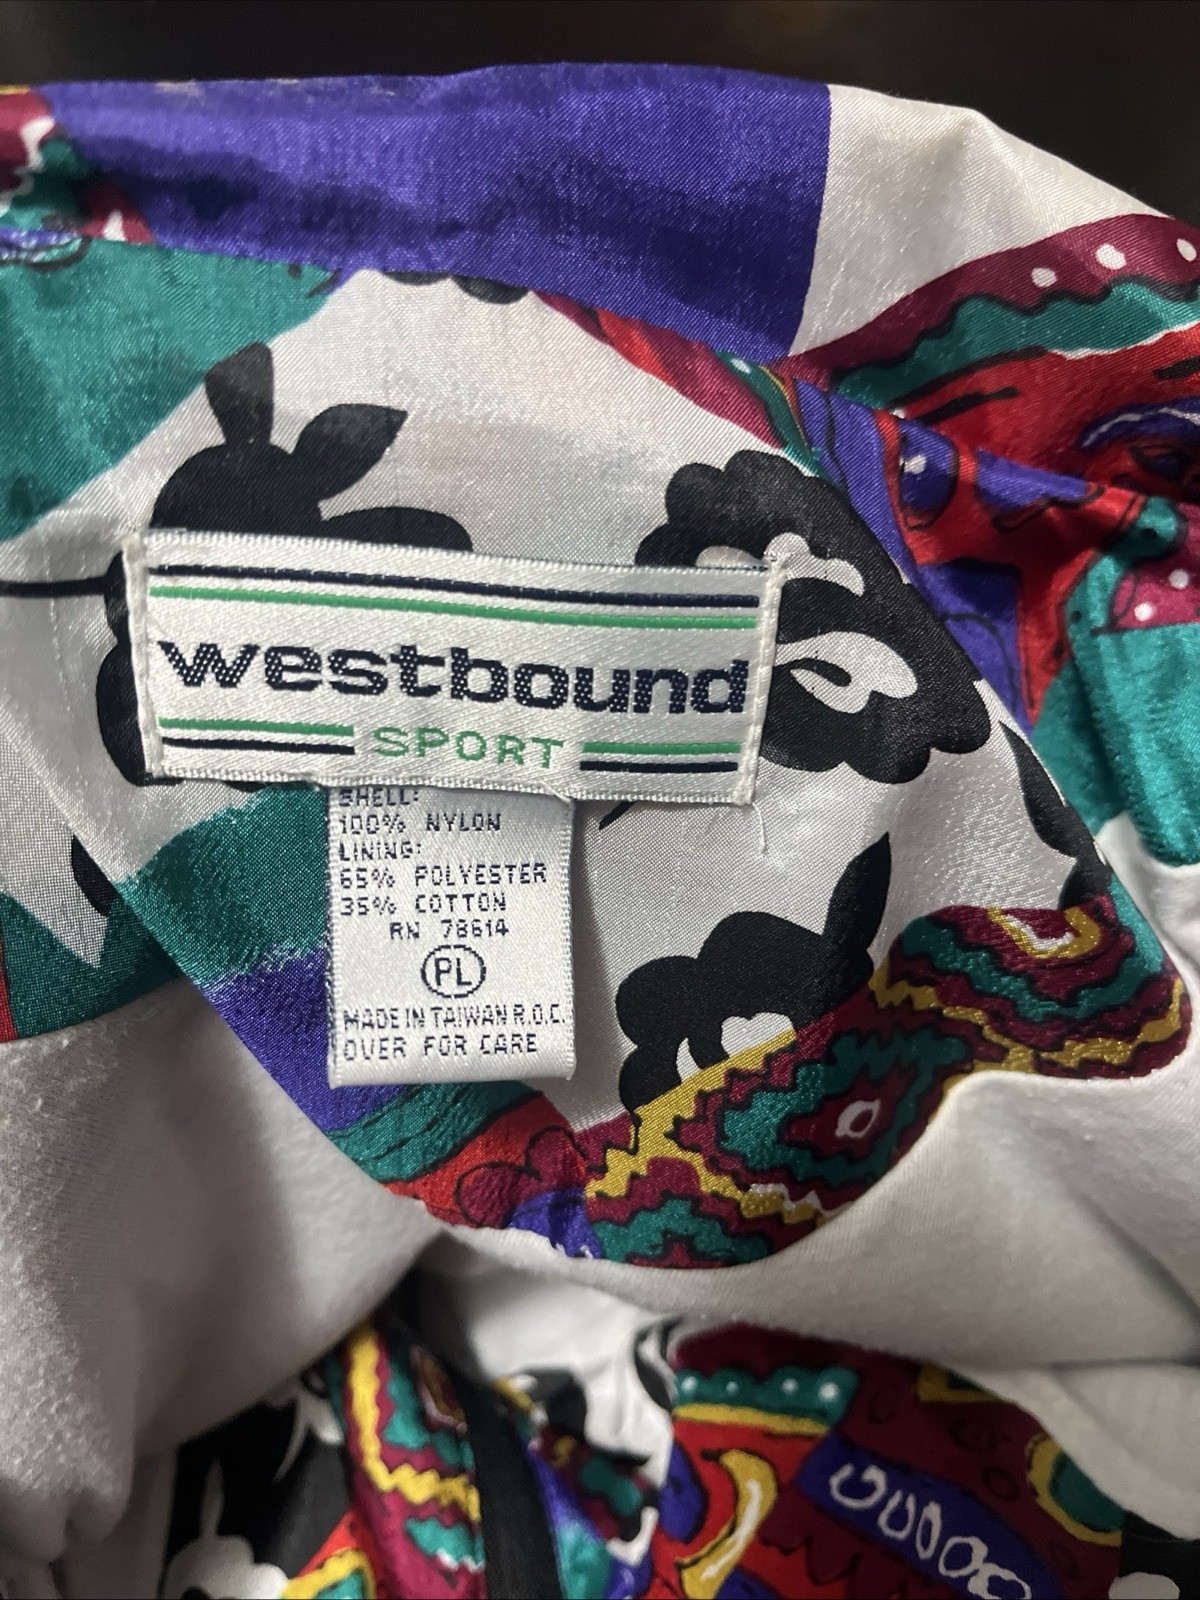 westbound
SPORT
SHELL:
100% NYLON
LINING:
65% POLYESTER
35% COTTON
RN 78614
PL
MADE IN TAIWAN R.O.C.
OVER FOR CARE